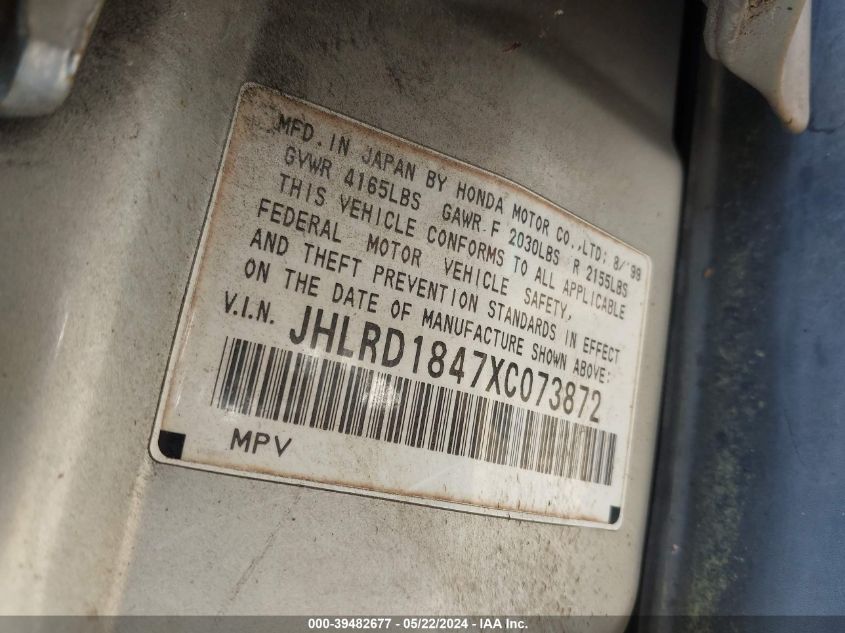 MFD. IN JAPAN BY HONDA MOTOR CO.,LTD; 8/'99
GVWR 4165LBS GAWR F 2030LBS R 2155LBS
THIS VEHICLE CONFORMS TO ALL APPLICABLE
FEDERAL MOTOR VEHICLE SAFETY,
AND THEFT PREVENTION STANDARDS IN EFFECT
ON THE DATE OF MANUFACTURE SHOWN ABOVE:
V.I.N. JHLRD1847XC073872
MPV
000-39482677 - 05/22/2024 - IAA Inc.